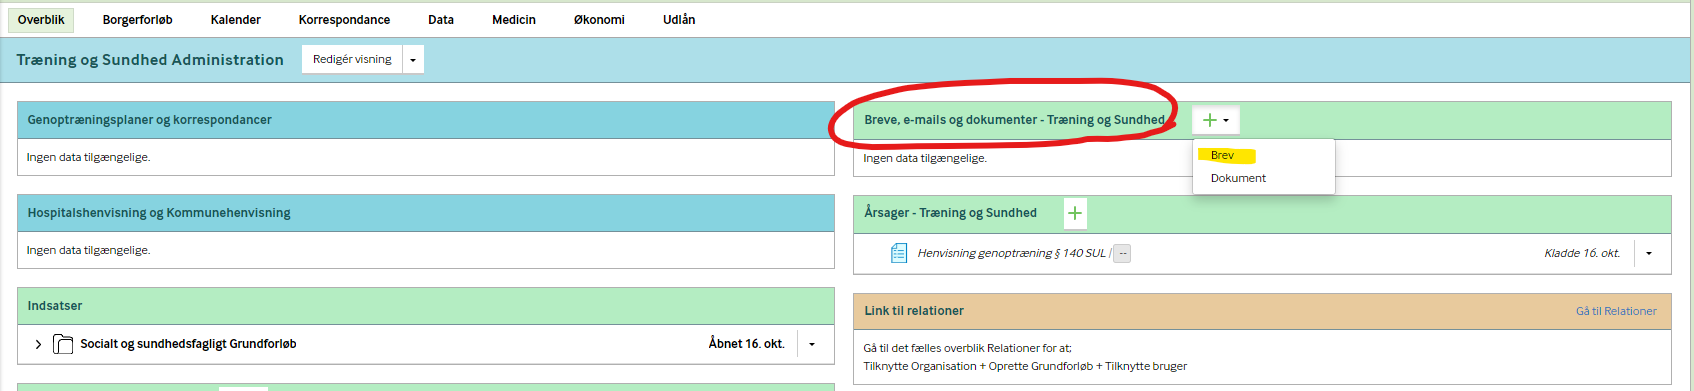 Overblik Borgerforløb Kalender Korrespondance Data Medicin Økonomi Udlån
Træning og Sundhed Administration Redigér visning
Genoptræningsplaner og korrespondancer
Ingen data tilgængelige.
Hospitalshenvisning og Kommunehenvisning
Ingen data tilgængelige.
Indsatser
Socialt og sundhedsfagligt Grundforløb Åbnet 16. okt.
Breve, e-mails og dokumenter - Træning og Sundhed
Ingen data tilgængelige.
Brev
Dokument
Årsager - Træning og Sundhed
Henvisning genoptræning § 140 SUL | -- Kladde 16. okt.
Link til relationer Gå til Relationer
Gå til det fælles overblik Relationer for at;
Tilknytte Organisation + Oprette Grundforløb + Tilknytte bruger